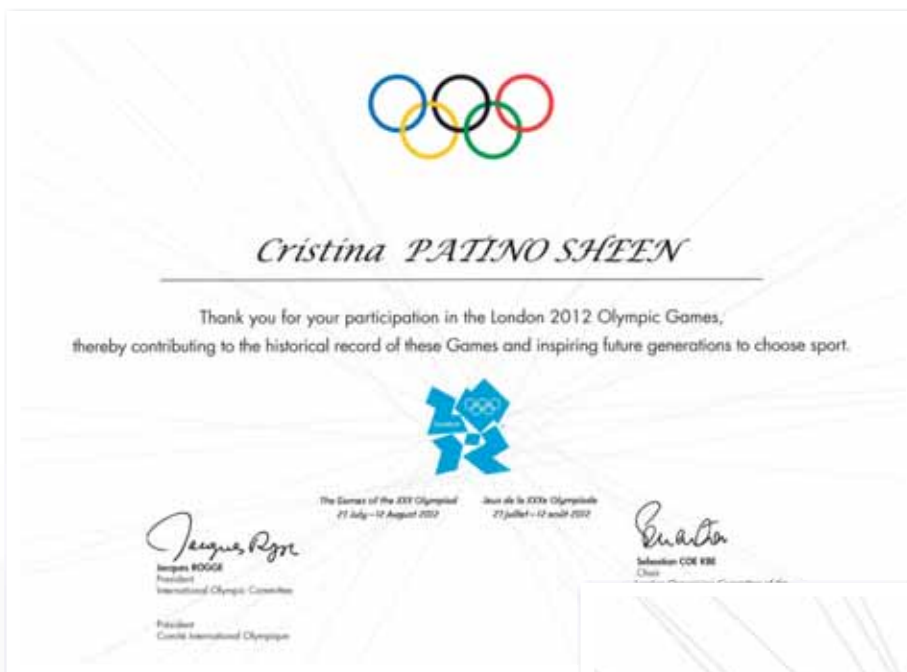 Cristina PATINO SHEEN
Thank you for your participation in the London 2012 Olympic Games,
thereby contributing to the historical record of these Games and inspiring future generations to choose sport.
The Games of the XXX Olympiad
27 July–12 August 2012
Jeux de la XXXe Olympiade
27 juillet–12 août 2012
Jacques ROGGE
President
International Olympic Committee
Président
Comité International Olympique
Sebastian COE KBE
Chair